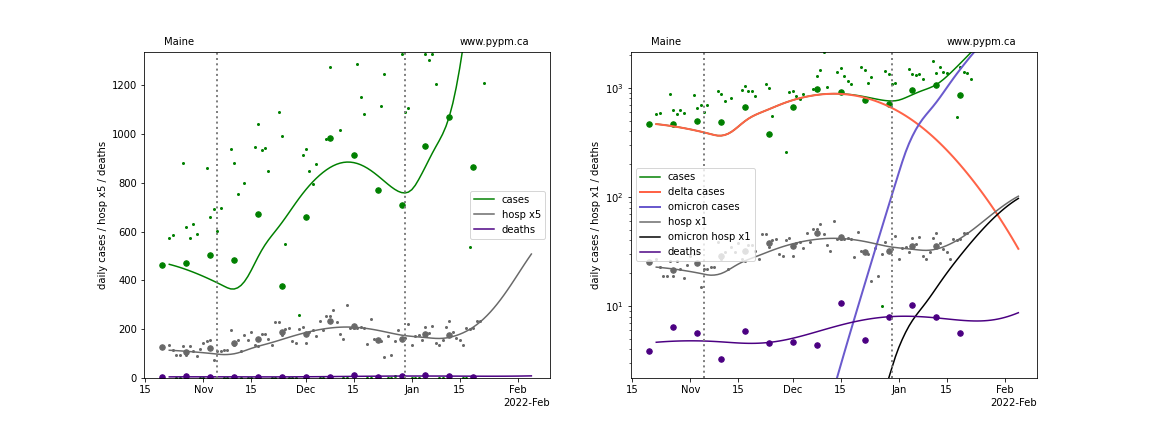 Maine
www.pypm.ca
daily cases / hosp x5 / deaths
1200
1000
800
600
400
200
0
cases
hosp x5
deaths
15
Nov
15
Dec
15
Jan
15
Feb
2022-Feb
Maine
www.pypm.ca
daily cases / hosp x1 / deaths
10³
10²
10¹
cases
delta cases
omicron cases
hosp x1
omicron hosp x1
deaths
15
Nov
15
Dec
15
Jan
15
Feb
2022-Feb